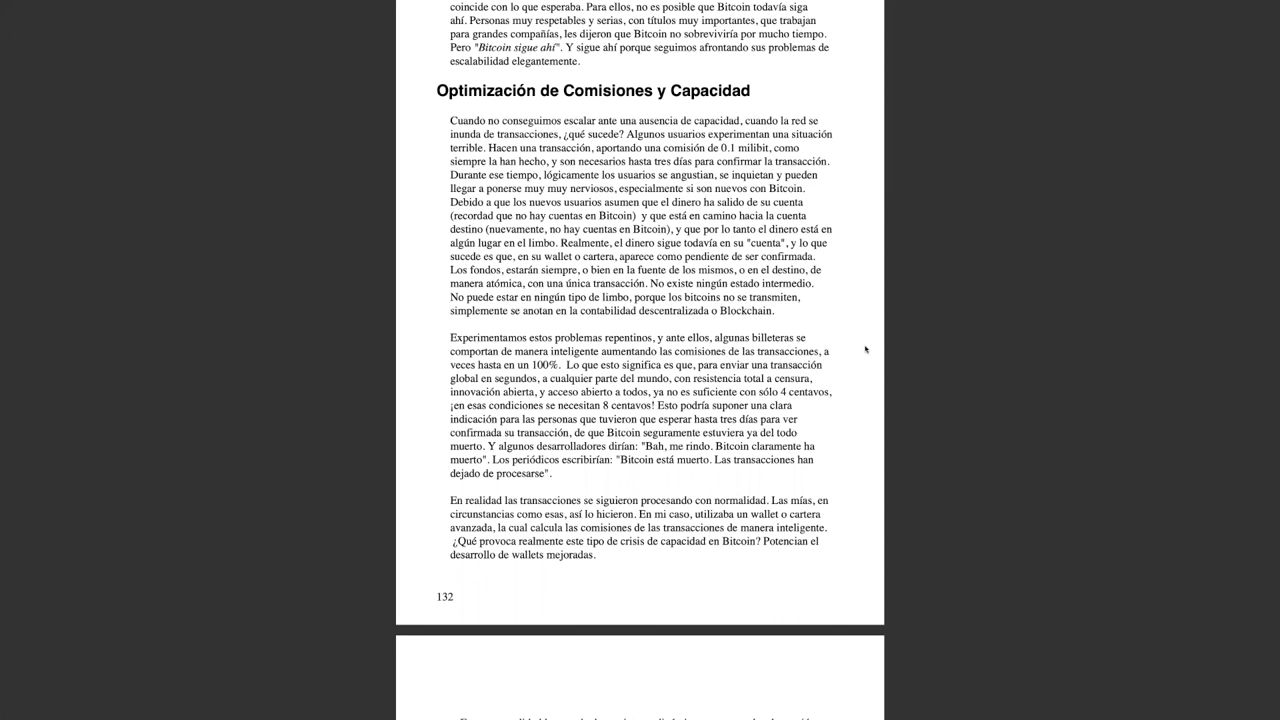 coincide con lo que esperaba. Para ellos, no es posible que Bitcoin todavía siga
ahí. Personas muy respetables y serias, con títulos muy importantes, que trabajan
para grandes compañías, les dijeron que Bitcoin no sobreviviría por mucho tiempo.
Pero "Bitcoin sigue ahí". Y sigue ahí porque seguimos afrontando sus problemas de
escalabilidad elegantemente.
Optimización de Comisiones y Capacidad
Cuando no conseguimos escalar ante una ausencia de capacidad, cuando la red se
inunda de transacciones, ¿qué sucede? Algunos usuarios experimentan una situación
terrible. Hacen una transacción, aportando una comisión de 0.1 milibit, como
siempre la han hecho, y son necesarios hasta tres días para confirmar la transacción.
Durante ese tiempo, lógicamente los usuarios se angustian, se inquietan y pueden
llegar a ponerse muy muy nerviosos, especialmente si son nuevos con Bitcoin.
Debido a que los nuevos usuarios asumen que el dinero ha salido de su cuenta
(recordad que no hay cuentas en Bitcoin) y que está en camino hacia la cuenta
destino (nuevamente, no hay cuentas en Bitcoin), y que por lo tanto el dinero está en
algún lugar en el limbo. Realmente, el dinero sigue todavía en su "cuenta", y lo que
sucede es que, en su wallet o cartera, aparece como pendiente de ser confirmada.
Los fondos, estarán siempre, o bien en la fuente de los mismos, o en el destino, de
manera atómica, con una única transacción. No existe ningún estado intermedio.
No puede estar en ningún tipo de limbo, porque los bitcoins no se transmiten,
simplemente se anotan en la contabilidad descentralizada o Blockchain.
Experimentamos estos problemas repentinos, y ante ellos, algunas billeteras se
comportan de manera inteligente aumentando las comisiones de las transacciones, a
veces hasta en un 100%. Lo que esto significa es que, para enviar una transacción
global en segundos, a cualquier parte del mundo, con resistencia total a censura,
innovación abierta, y acceso abierto a todos, ya no es suficiente con sólo 4 centavos,
¡en esas condiciones se necesitan 8 centavos! Esto podría suponer una clara
indicación para las personas que tuvieron que esperar hasta tres días para ver
confirmada su transacción, de que Bitcoin seguramente estuviera ya del todo
muerto. Y algunos desarrolladores dirían: "Bah, me rindo. Bitcoin claramente ha
muerto". Los periódicos escribirían: "Bitcoin está muerto. Las transacciones han
dejado de procesarse".
En realidad las transacciones se siguieron procesando con normalidad. Las mías, en
circunstancias como esas, así lo hicieron. En mi caso, utilizaba un wallet o cartera
avanzada, la cual calcula las comisiones de las transacciones de manera inteligente.
¿Qué provoca realmente este tipo de crisis de capacidad en Bitcoin? Potencian el
desarrollo de wallets mejoradas.
132